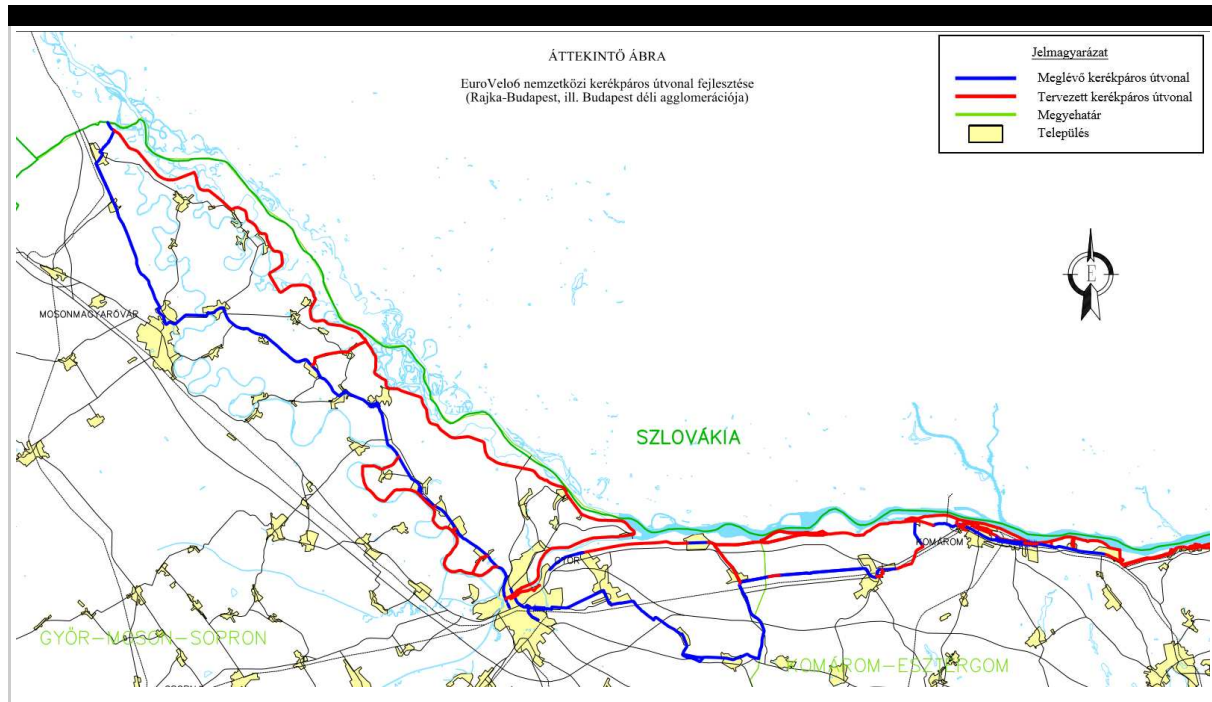 ÁTTEKINTŐ ÁBRA
EuroVelo6 nemzetközi kerékpáros útvonal fejlesztése
(Rajka-Budapest, ill. Budapest déli agglomerációja)
Jelmagyarázat
Meglévő kerékpáros útvonal
Tervezett kerékpáros útvonal
Megyehatár
Település
É
MOSONMAGYARÓVÁR
SZLOVÁKIA
KOMÁROM
GYŐR
GYŐR-MOSON-SOPRON
KOMÁROM-ESZTERGOM